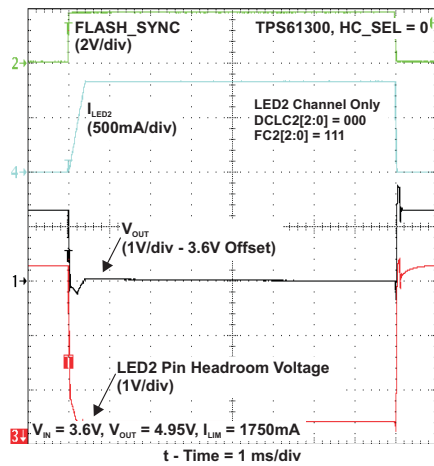 FLASH_SYNC
(2V/div)
TPS61300, HC_SEL = 0
2
T
I_LED2
(500mA/div)
LED2 Channel Only
DCLC2[2:0] = 000
FC2[2:0] = 111
4
V_OUT
(1V/div - 3.6V Offset)
1
T
LED2 Pin Headroom Voltage
(1V/div)
3
V_IN = 3.6V, V_OUT = 4.95V, I_LIM = 1750mA
t - Time = 1 ms/div